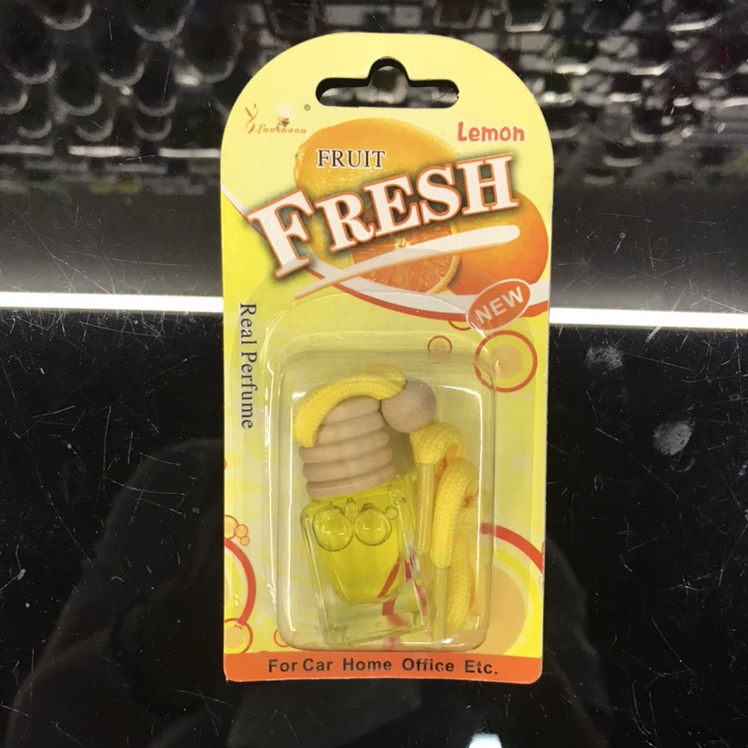 ®
Lemon
FRUIT
FRESH
NEW
Real Perfume
For Car Home Office Etc.